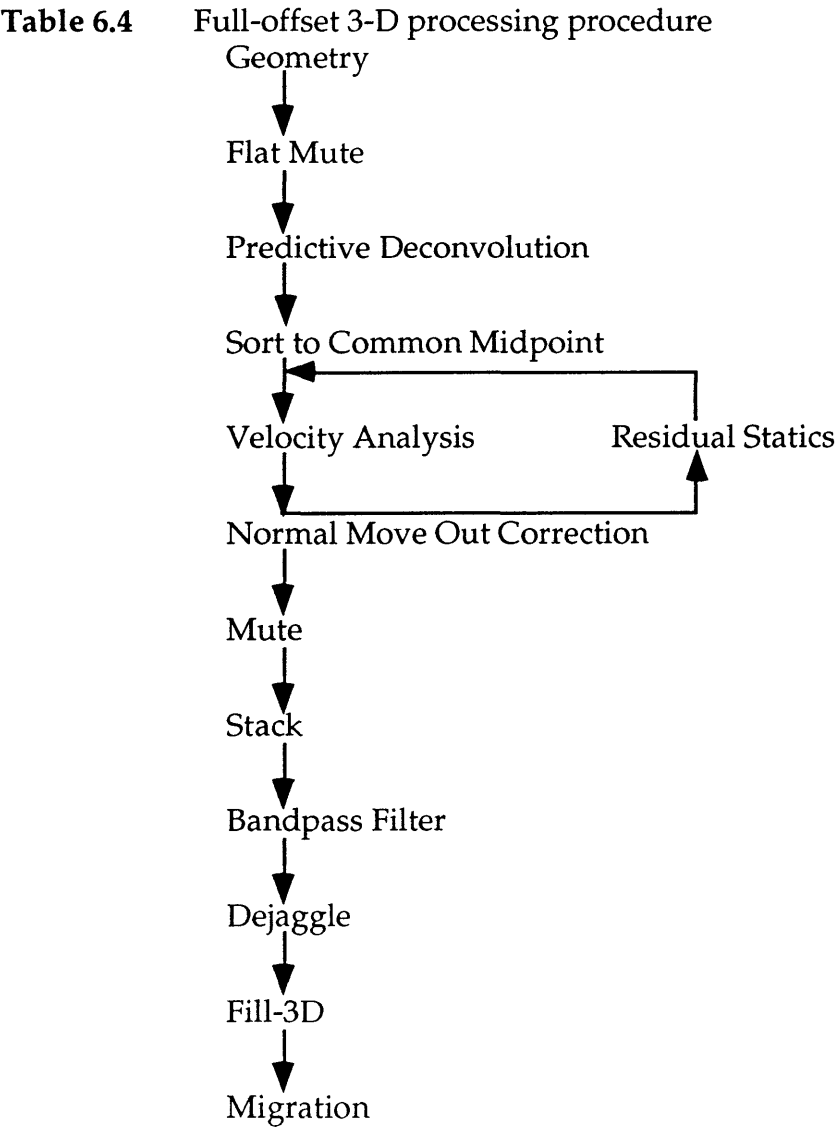 Table 6.4 Full-offset 3-D processing procedure
Geometry
Flat Mute
Predictive Deconvolution
Sort to Common Midpoint
Velocity Analysis Residual Statics
Normal Move Out Correction
Mute
Stack
Bandpass Filter
Dejaggle
Fill-3D
Migration